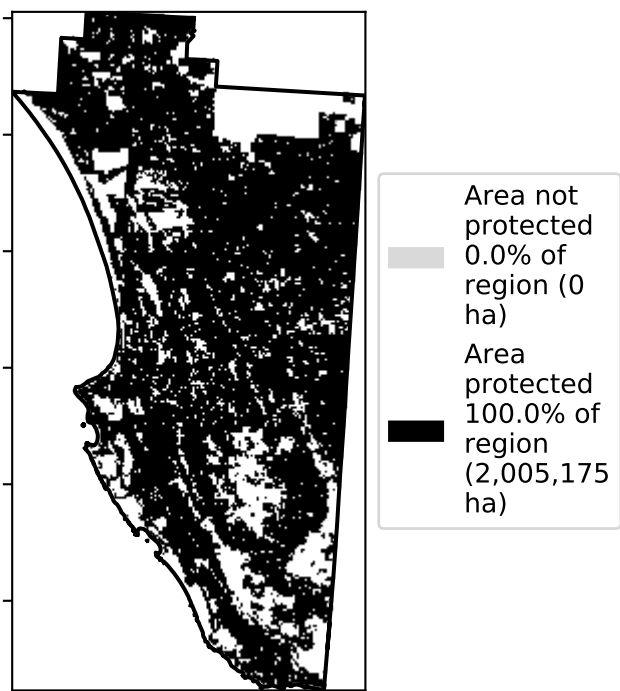 Area not
protected
0.0% of
region (0
ha)
Area
protected
100.0% of
region
(2,005,175
ha)